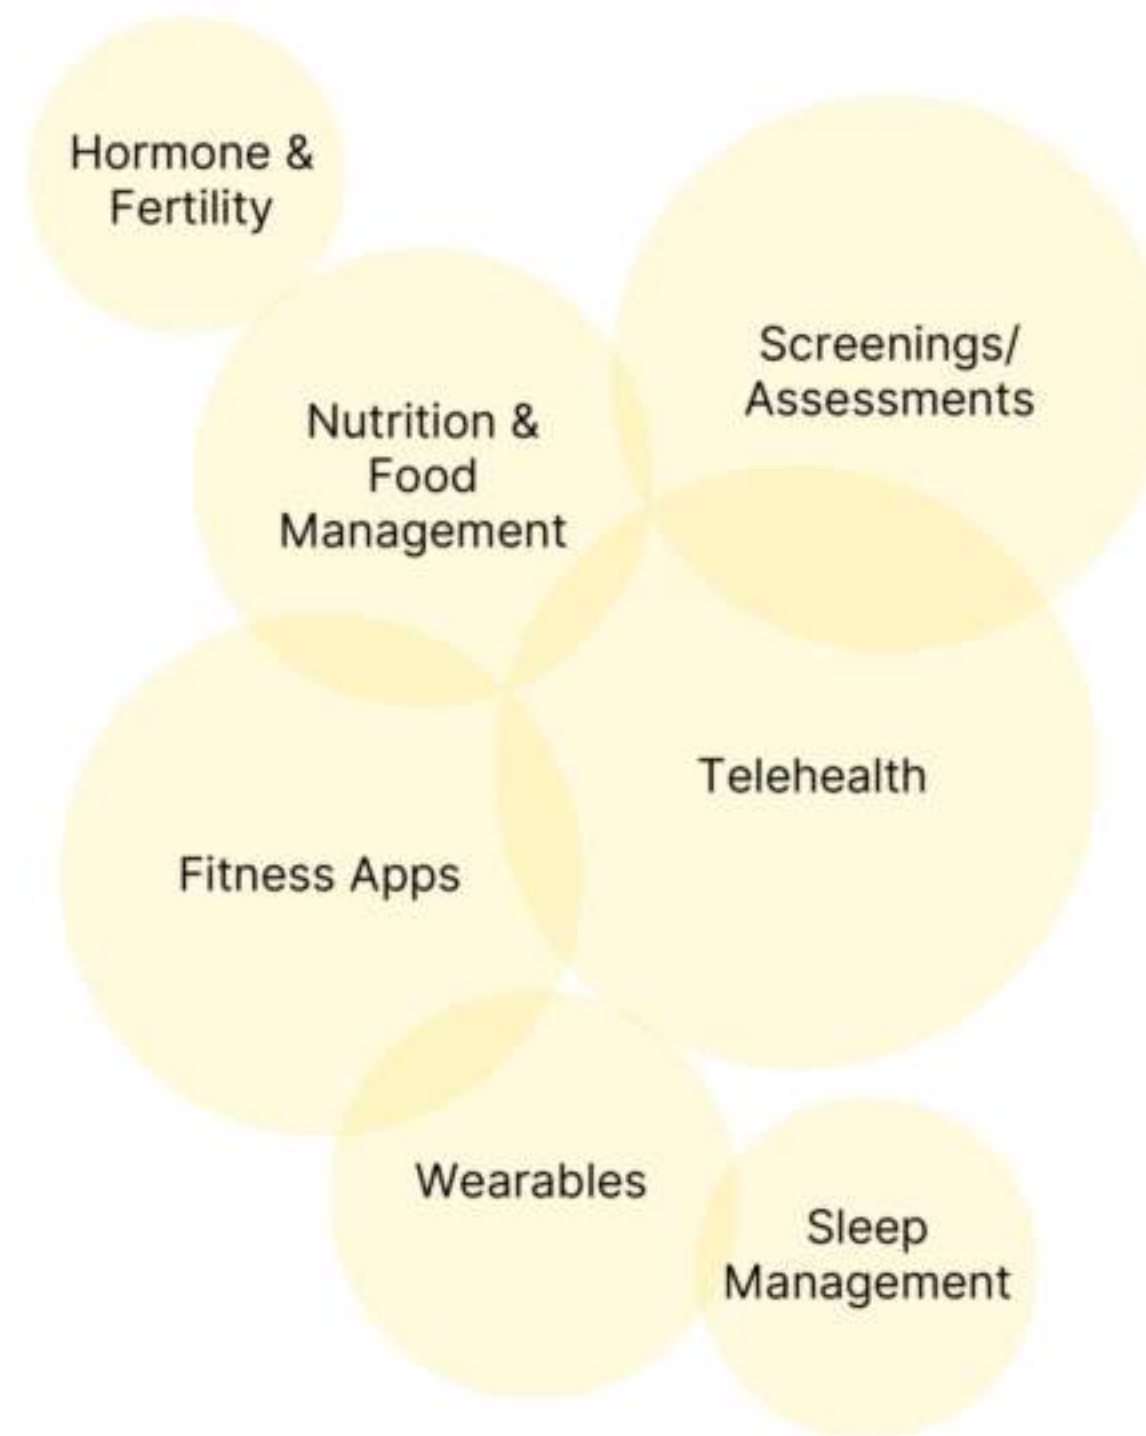 Hormone &
Fertility
Screenings/
Assessments
Nutrition &
Food
Management
Telehealth
Fitness Apps
Wearables
Sleep
Management